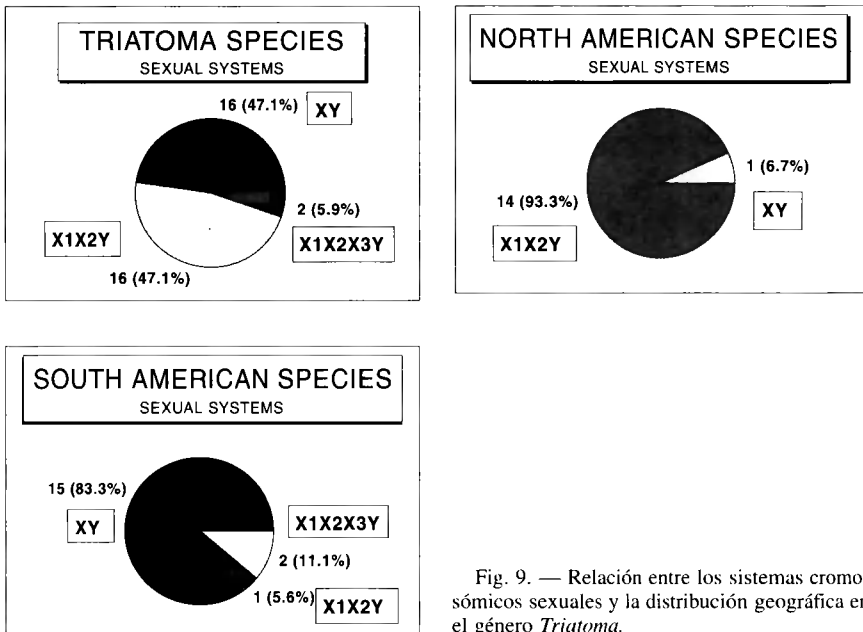 TRIATOMA SPECIES
SEXUAL SYSTEMS
16 (47.1%) XY
2 (5.9%)
X1X2Y X1X2X3Y
16 (47.1%)
NORTH AMERICAN SPECIES
SEXUAL SYSTEMS
1 (6.7%)
14 (93.3%) XY
X1X2Y
SOUTH AMERICAN SPECIES
SEXUAL SYSTEMS
15 (83.3%)
XY X1X2X3Y
2 (11.1%)
1 (5.6%) X1X2Y
Fig. 9. — Relación entre los sistemas cromo
sómicos sexuales y la distribución geográfica en
el género Triatoma.